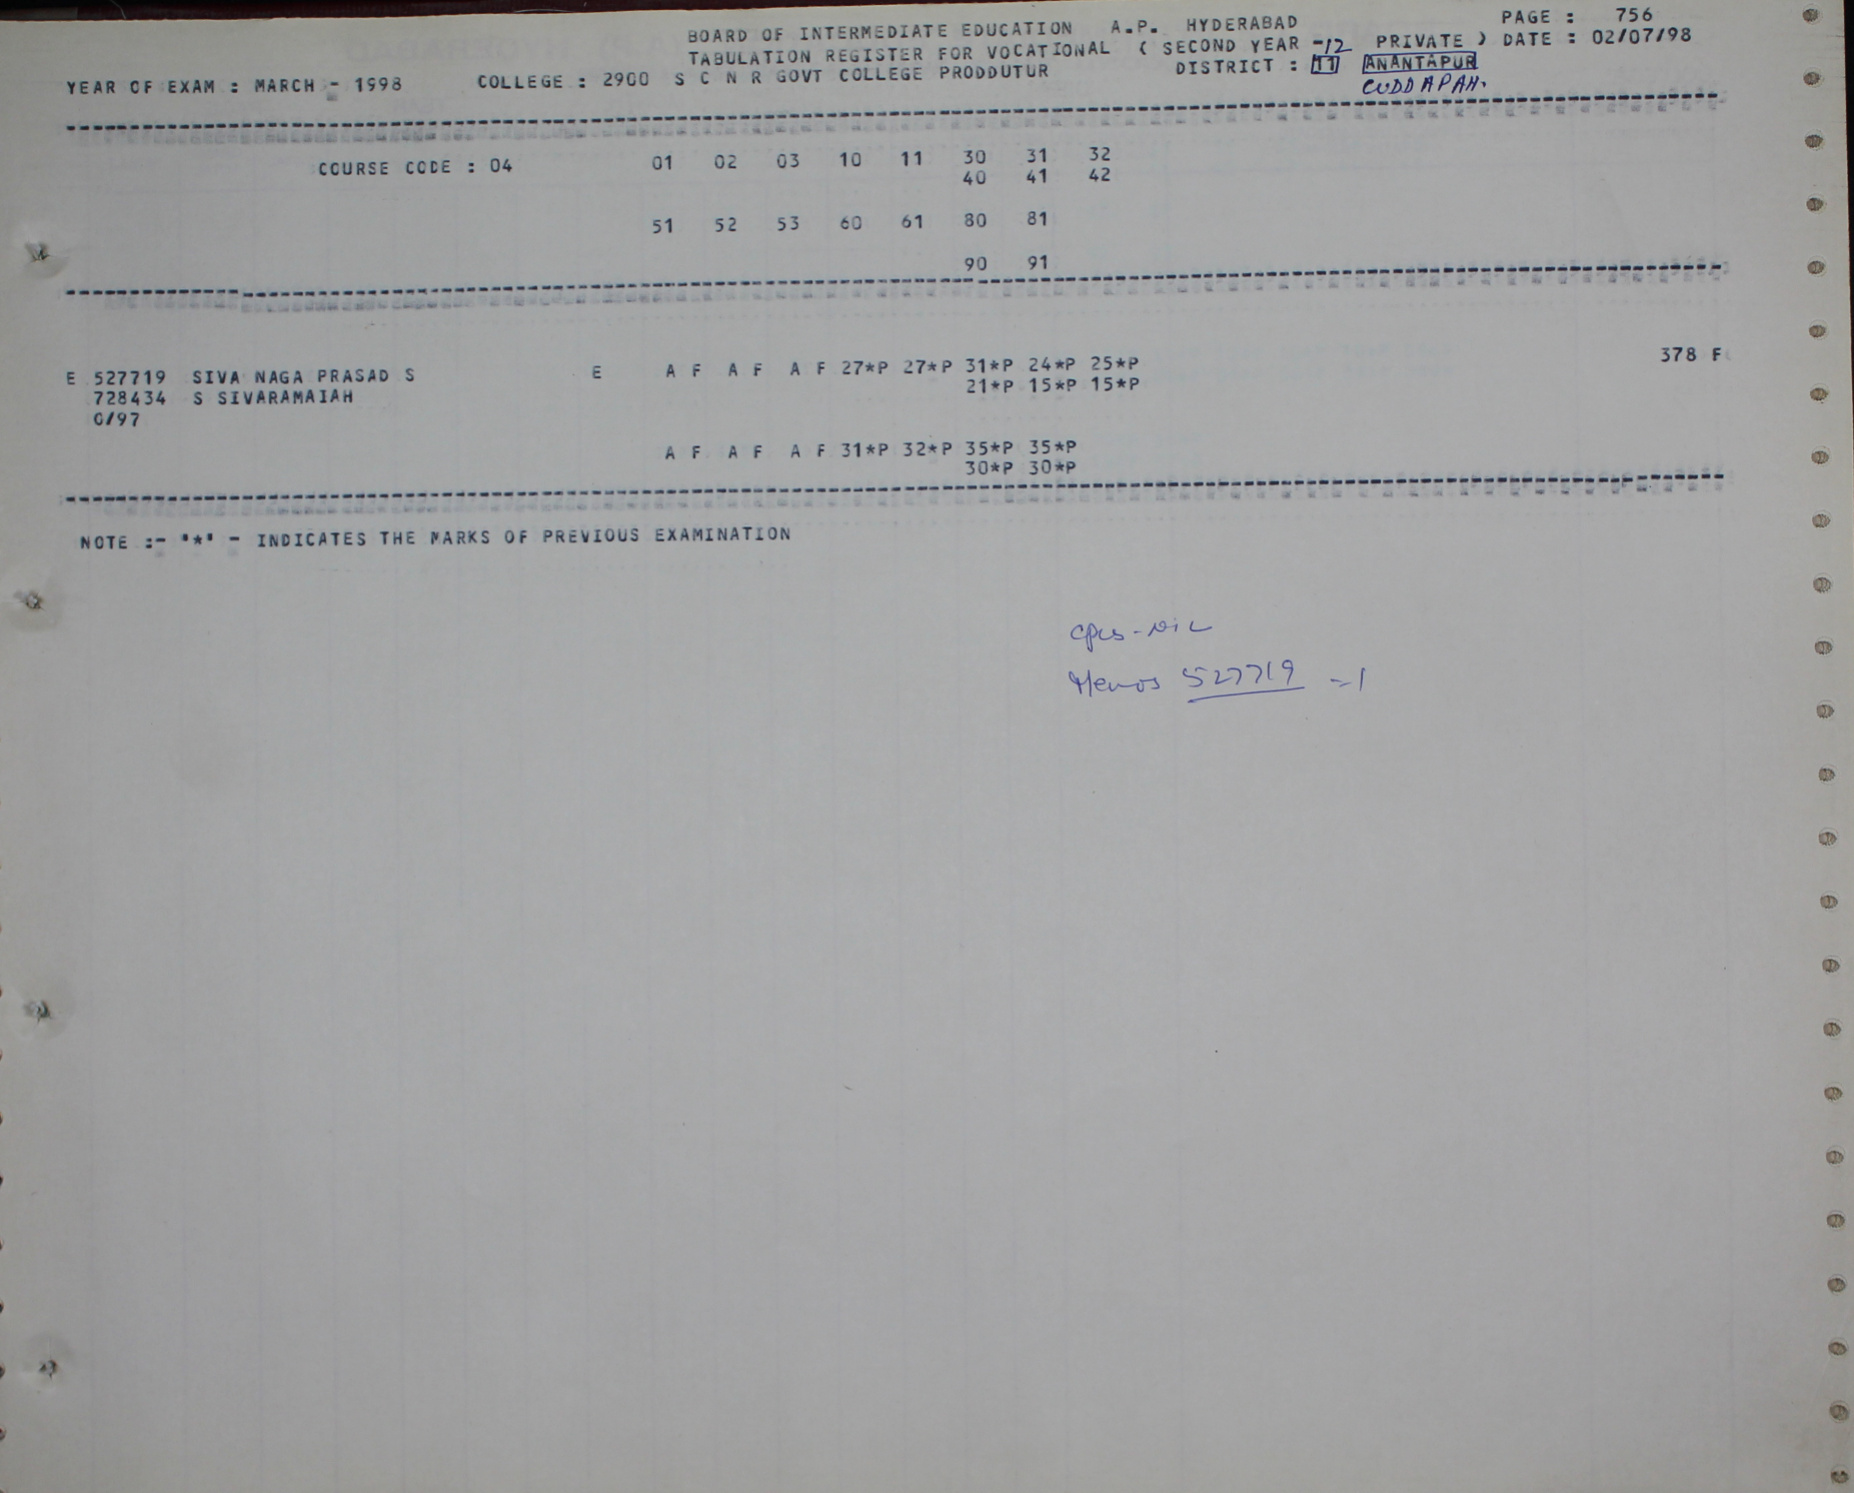 BOARD OF INTERMEDIATE EDUCATION A.P. HYDERABAD PAGE : 756
TABULATION REGISTER FOR VOCATIONAL ( SECOND YEAR -12 PRIVATE ) DATE : 02/07/98
YEAR OF EXAM : MARCH - 1998 COLLEGE : 2900 S C N R GOVT COLLEGE PRODDUTUR DISTRICT : 11 ANANTAPUR
CUDDAPAH.
COURSE CODE : 04 01 02 03 10 11 30 31 32
40 41 42
51 52 53 60 61 80 81
90 91
E 527719 SIVA NAGA PRASAD S E A F A F A F 27*P 27*P 31*P 24*P 25*P 378 F
728434 S SIVARAMAIAH 21*P 15*P 15*P
0/97
A F A F A F 31*P 32*P 35*P 35*P
30*P 30*P
NOTE :- "*" - INDICATES THE MARKS OF PREVIOUS EXAMINATION
Memos 527719 =1